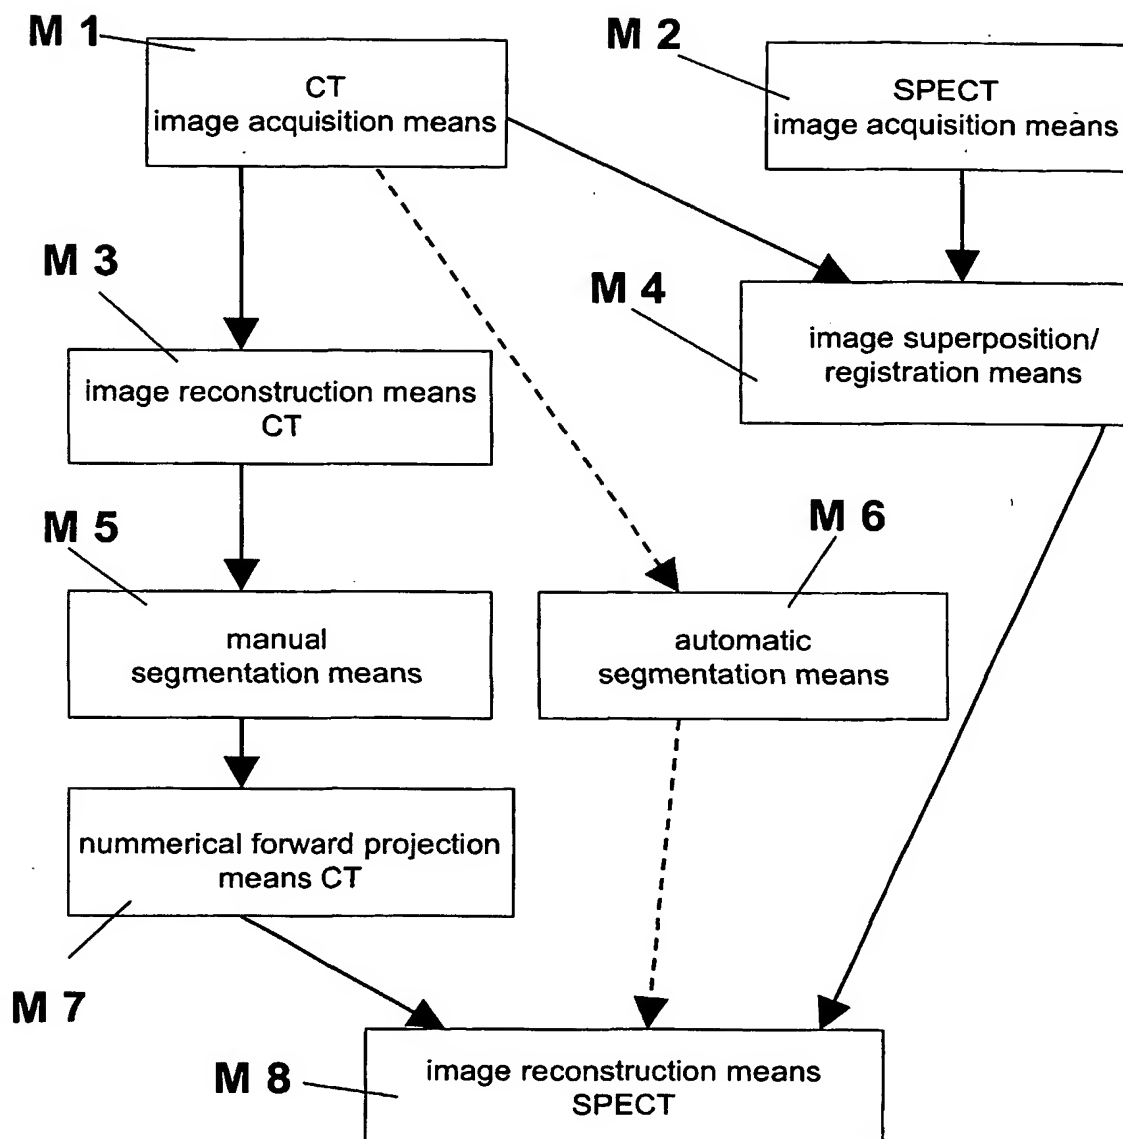 M 1
CT
image acquisition means
M 2
SPECT
image acquisition means
M 3
image reconstruction means
CT
M 4
image superposition/
registration means
M 5
manual
segmentation means
M 6
automatic
segmentation means
nummerical forward projection
means CT
M 7
M 8
image reconstruction means
SPECT